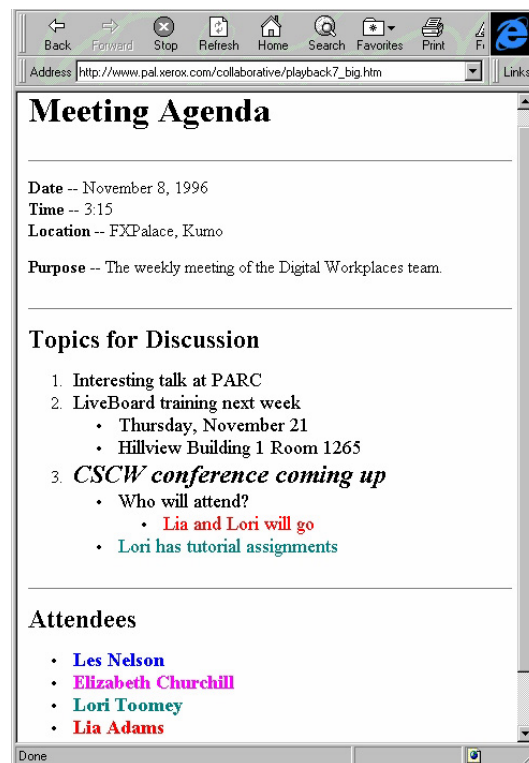 Back Forward Stop Refresh Home Search Favorites Print
Address http://www.pal.xerox.com/collaborative/playback7_big.htm Links
Meeting Agenda
Date -- November 8, 1996
Time -- 3:15
Location -- FXPalace, Kumo
Purpose -- The weekly meeting of the Digital Workplaces team.
Topics for Discussion
1. Interesting talk at PARC
2. LiveBoard training next week
• Thursday, November 21
• Hillview Building 1 Room 1265
3. CSCW conference coming up
• Who will attend?
• Lia and Lori will go
• Lori has tutorial assignments
Attendees
• Les Nelson
• Elizabeth Churchill
• Lori Toomey
• Lia Adams
Done